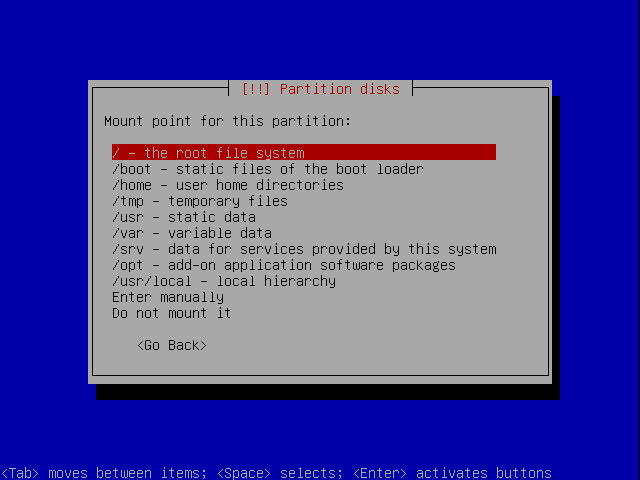 [!!] Partition disks
Mount point for this partition:
/ - the root file system
/boot - static files of the boot loader
/home - user home directories
/tmp - temporary files
/usr - static data
/var - variable data
/srv - data for services provided by this system
/opt - add-on application software packages
/usr/local - local hierarchy
Enter manually
Do not mount it
<Go Back>
<Tab> moves between items; <Space> selects; <Enter> activates buttons